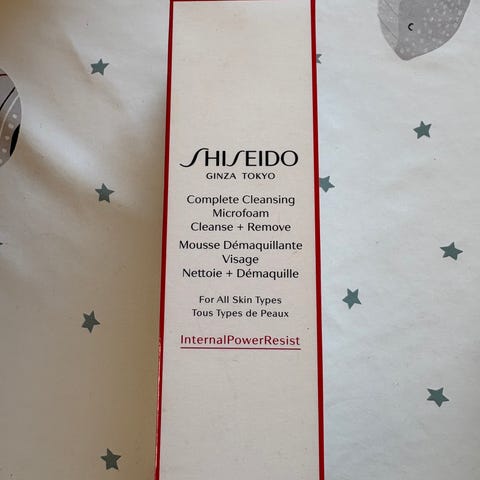 SHISEIDO
GINZA TOKYO
Complete Cleansing
Microfoam
Cleanse + Remove
Mousse Démaquillante
Visage
Nettoie + Démaquille
For All Skin Types
Tous Types de Peaux
InternalPowerResist